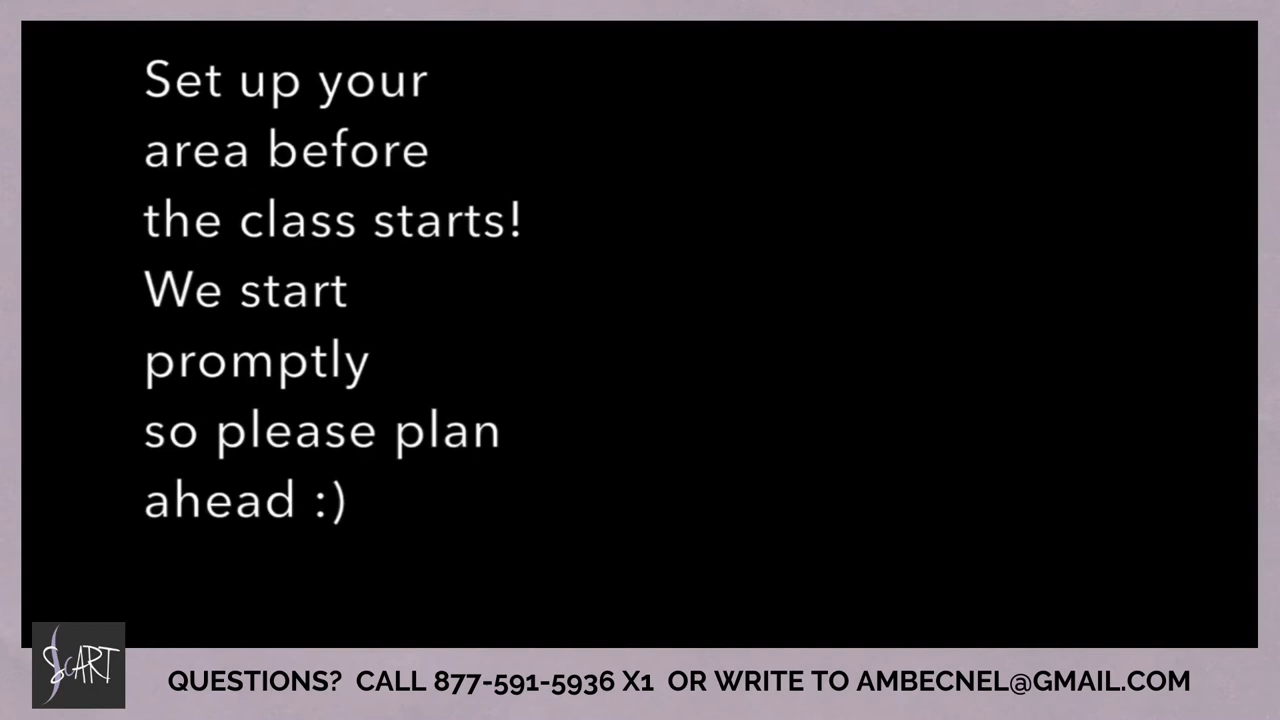 Set up your
area before
the class starts!
We start
promptly
so please plan
ahead :)
ScART
QUESTIONS? CALL 877-591-5936 X1 OR WRITE TO AMBECNEL@GMAIL.COM